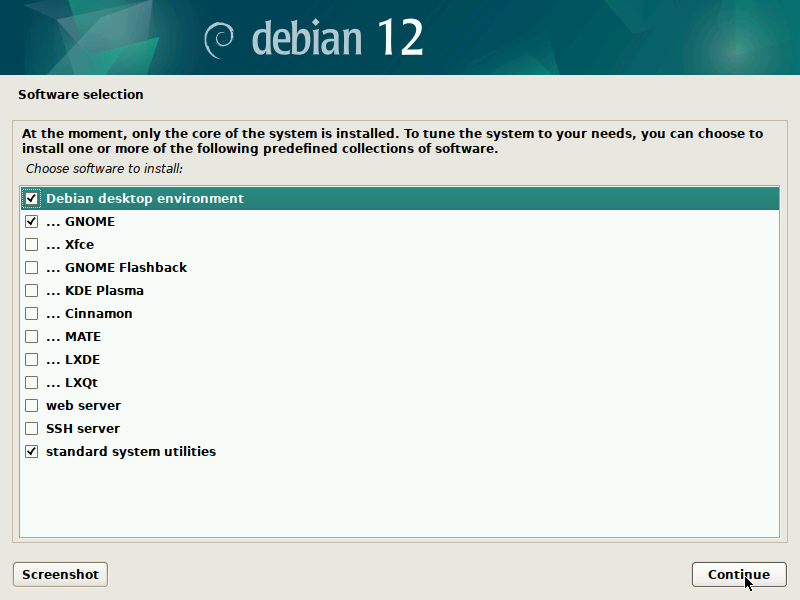 debian 12
Software selection
At the moment, only the core of the system is installed. To tune the system to your needs, you can choose to
install one or more of the following predefined collections of software.
Choose software to install:
Debian desktop environment
... GNOME
... Xfce
... GNOME Flashback
... KDE Plasma
... Cinnamon
... MATE
... LXDE
... LXQt
web server
SSH server
standard system utilities
Screenshot
Continue